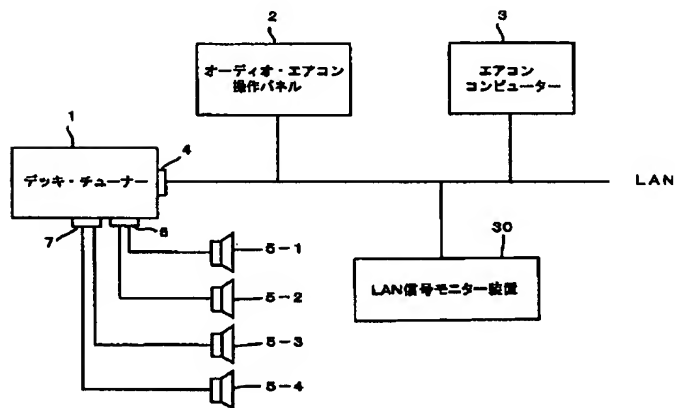 2
オーディオ・エアコン
操作パネル
3
エアコン
コンピューター
1
デッキ・チューナー
4
LAN
7
6
30
LAN信号モニター装置
5-1
5-2
5-3
5-4